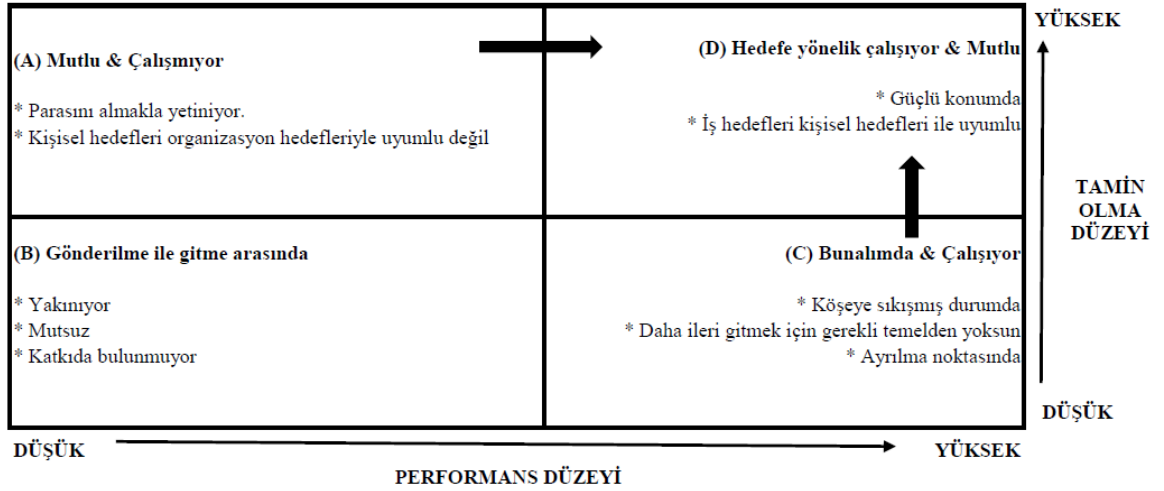 YÜKSEK
(A) Mutlu & Çalışmıyor
* Parasını almakla yetiniyor.
* Kişisel hedefleri organizasyon hedefleriyle uyumlu değil
(D) Hedefe yönelik çalışıyor & Mutlu
* Güçlü konumda
* İş hedefleri kişisel hedefleri ile uyumlu
TAMİN
OLMA
DÜZEYİ
(B) Gönderilme ile gitme arasında
* Yakınıyor
* Mutsuz
* Katkıda bulunmuyor
(C) Bunalımda & Çalışıyor
* Köşeye sıkışmış durumda
* Daha ileri gitmek için gerekli temelden yoksun
* Ayrılma noktasında
DÜŞÜK
DÜŞÜK
YÜKSEK
PERFORMANS DÜZEYİ